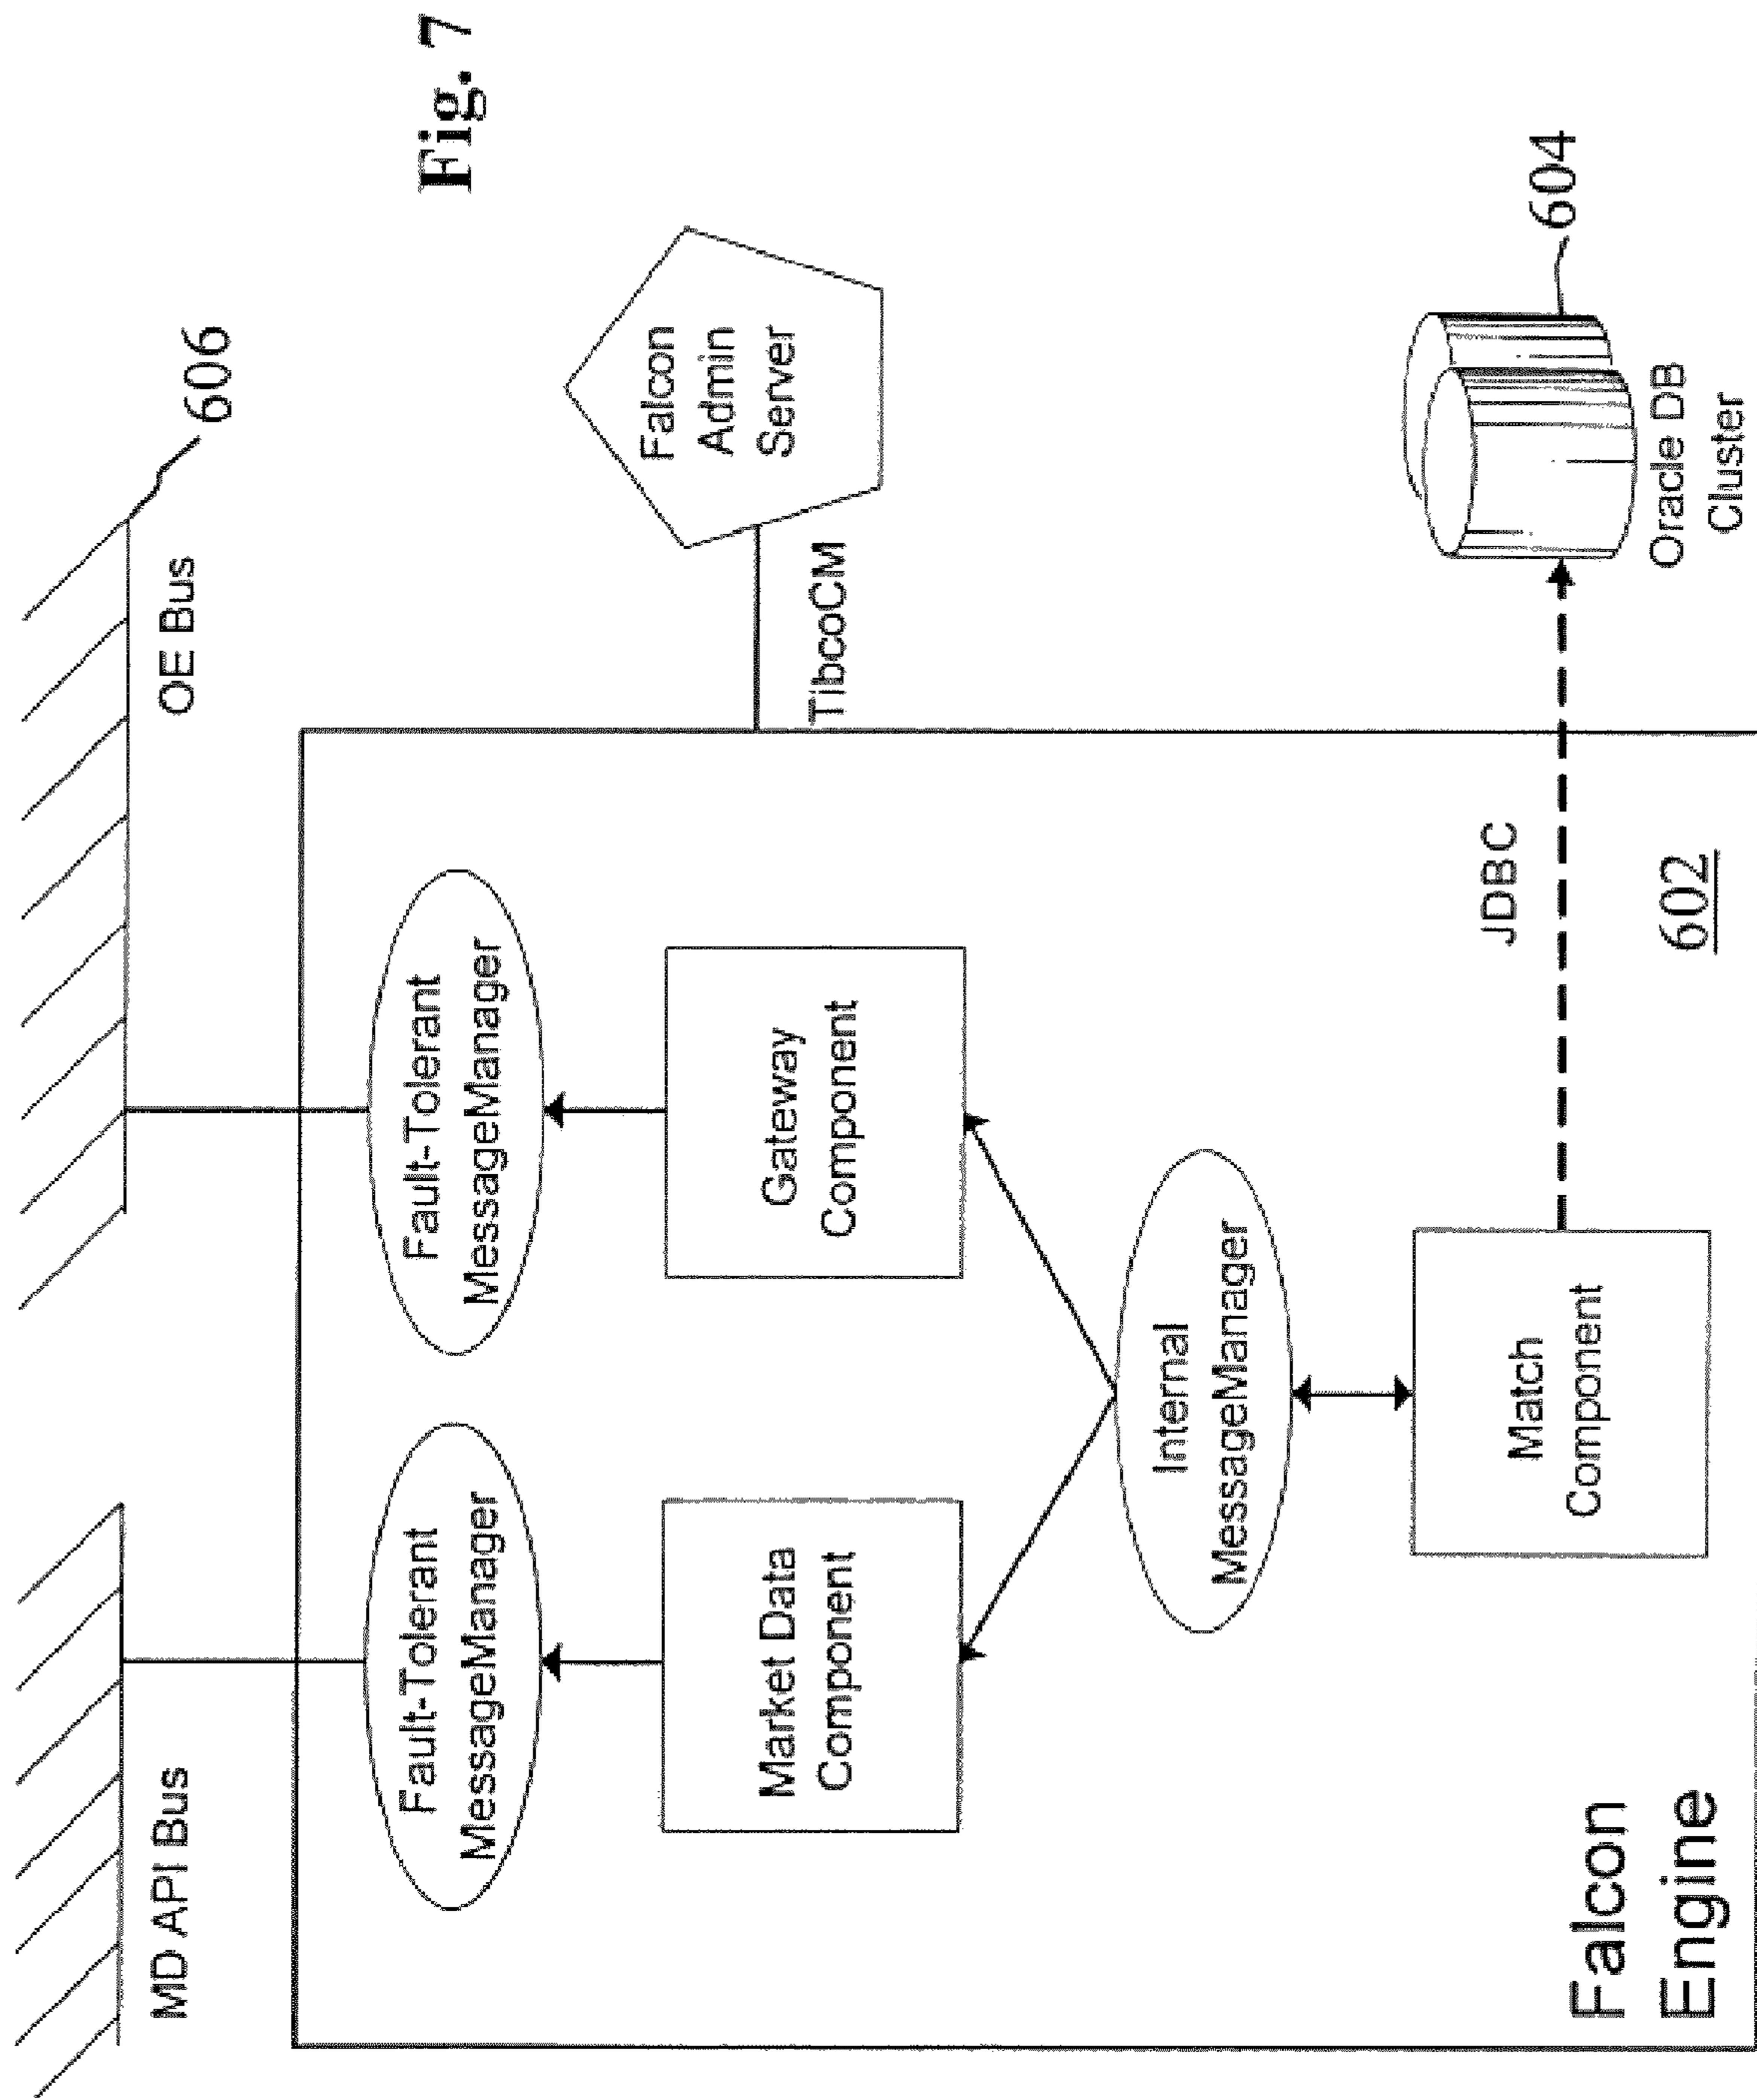 Fig. 7
MD API Bus
OE Bus
606
Fault-Tolerant
MessageManager
Fault-Tolerant
MessageManager
Market Data
Component
Gateway
Component
Falcon
Admin
Server
TibcoCM
Internal
MessageManager
Match
Component
JDBC
604
Oracle DB
Cluster
Falcon
Engine
602